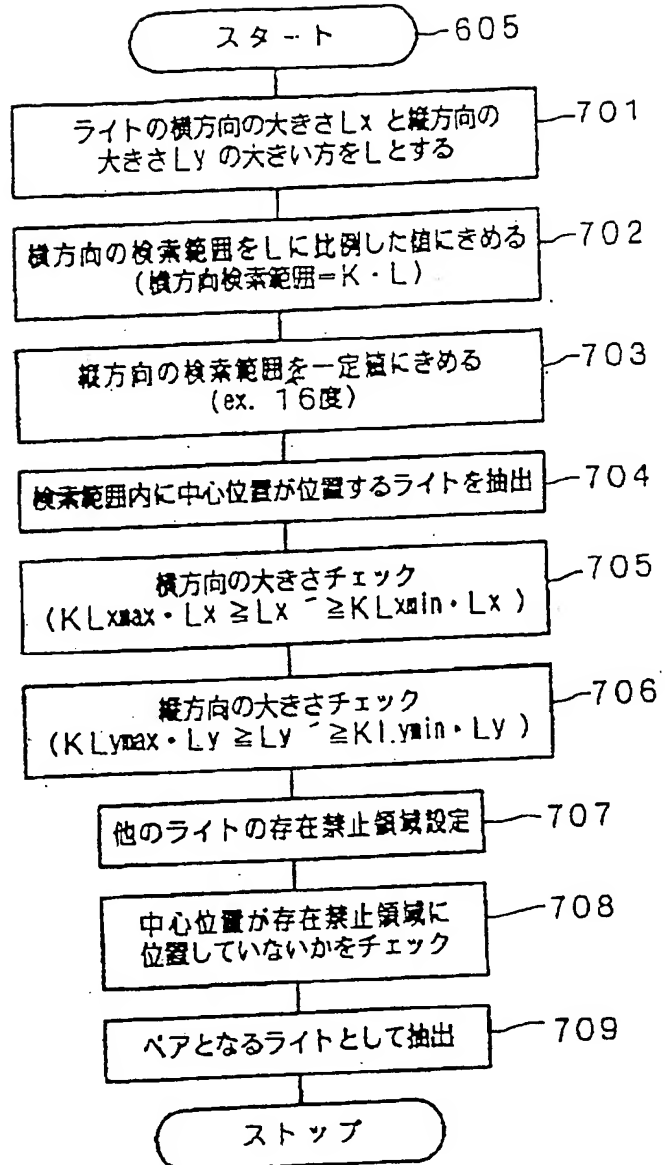 スタート
605
ライトの横方向の大きさLxと縦方向の
大きさLyの大きい方をLとする
701
横方向の検索範囲をLに比例した値にきめる
(横方向検索範囲=K・L)
702
縦方向の検索範囲を一定値にきめる
(ex. 16度)
703
検索範囲内に中心位置が位置するライトを抽出
704
横方向の大きさチェック
(KLxmax・Lx≧Lx´≧KLxmin・Lx)
705
縦方向の大きさチェック
(KLymax・Ly≧Ly´≧KLymin・Ly)
706
他のライトの存在禁止領域設定
707
中心位置が存在禁止領域に
位置していないかをチェック
708
ペアとなるライトとして抽出
709
ストップ